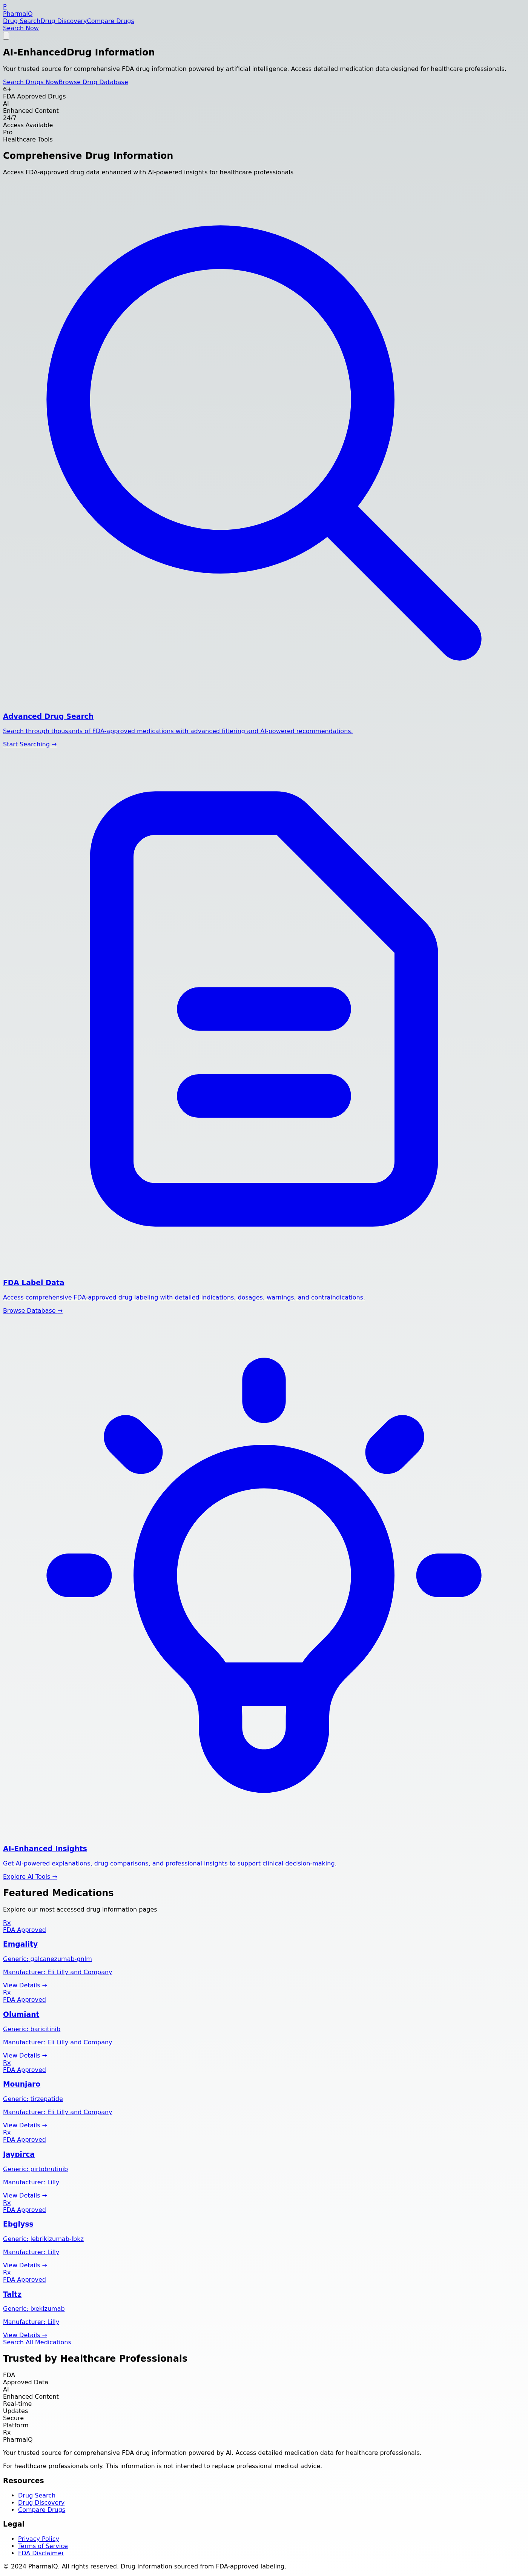 P
PharmaIQ
Drug SearchDrug DiscoveryCompare Drugs
Search Now
AI-EnhancedDrug Information
Your trusted source for comprehensive FDA drug information powered by artificial intelligence. Access detailed medication data designed for healthcare professionals.
Search Drugs NowBrowse Drug Database
6+
FDA Approved Drugs
AI
Enhanced Content
24/7
Access Available
Pro
Healthcare Tools
Comprehensive Drug Information
Access FDA-approved drug data enhanced with AI-powered insights for healthcare professionals
Advanced Drug Search
Search through thousands of FDA-approved medications with advanced filtering and AI-powered recommendations.
Start Searching →
FDA Label Data
Access comprehensive FDA-approved drug labeling with detailed indications, dosages, warnings, and contraindications.
Browse Database →
AI-Enhanced Insights
Get AI-powered explanations, drug comparisons, and professional insights to support clinical decision-making.
Explore AI Tools →
Featured Medications
Explore our most accessed drug information pages
Rx
FDA Approved
Emgality
Generic: galcanezumab-gnlm
Manufacturer: Eli Lilly and Company
View Details →
Rx
FDA Approved
Olumiant
Generic: baricitinib
Manufacturer: Eli Lilly and Company
View Details →
Rx
FDA Approved
Mounjaro
Generic: tirzepatide
Manufacturer: Eli Lilly and Company
View Details →
Rx
FDA Approved
Jaypirca
Generic: pirtobrutinib
Manufacturer: Lilly
View Details →
Rx
FDA Approved
Ebglyss
Generic: lebrikizumab-lbkz
Manufacturer: Lilly
View Details →
Rx
FDA Approved
Taltz
Generic: ixekizumab
Manufacturer: Lilly
View Details →
Search All Medications
Trusted by Healthcare Professionals
FDA
Approved Data
AI
Enhanced Content
Real-time
Updates
Secure
Platform
Rx
PharmaIQ
Your trusted source for comprehensive FDA drug information powered by AI. Access detailed medication data for healthcare professionals.
For healthcare professionals only. This information is not intended to replace professional medical advice.
Resources
• Drug Search
• Drug Discovery
• Compare Drugs
Legal
• Privacy Policy
• Terms of Service
• FDA Disclaimer
© 2024 PharmaIQ. All rights reserved. Drug information sourced from FDA-approved labeling.